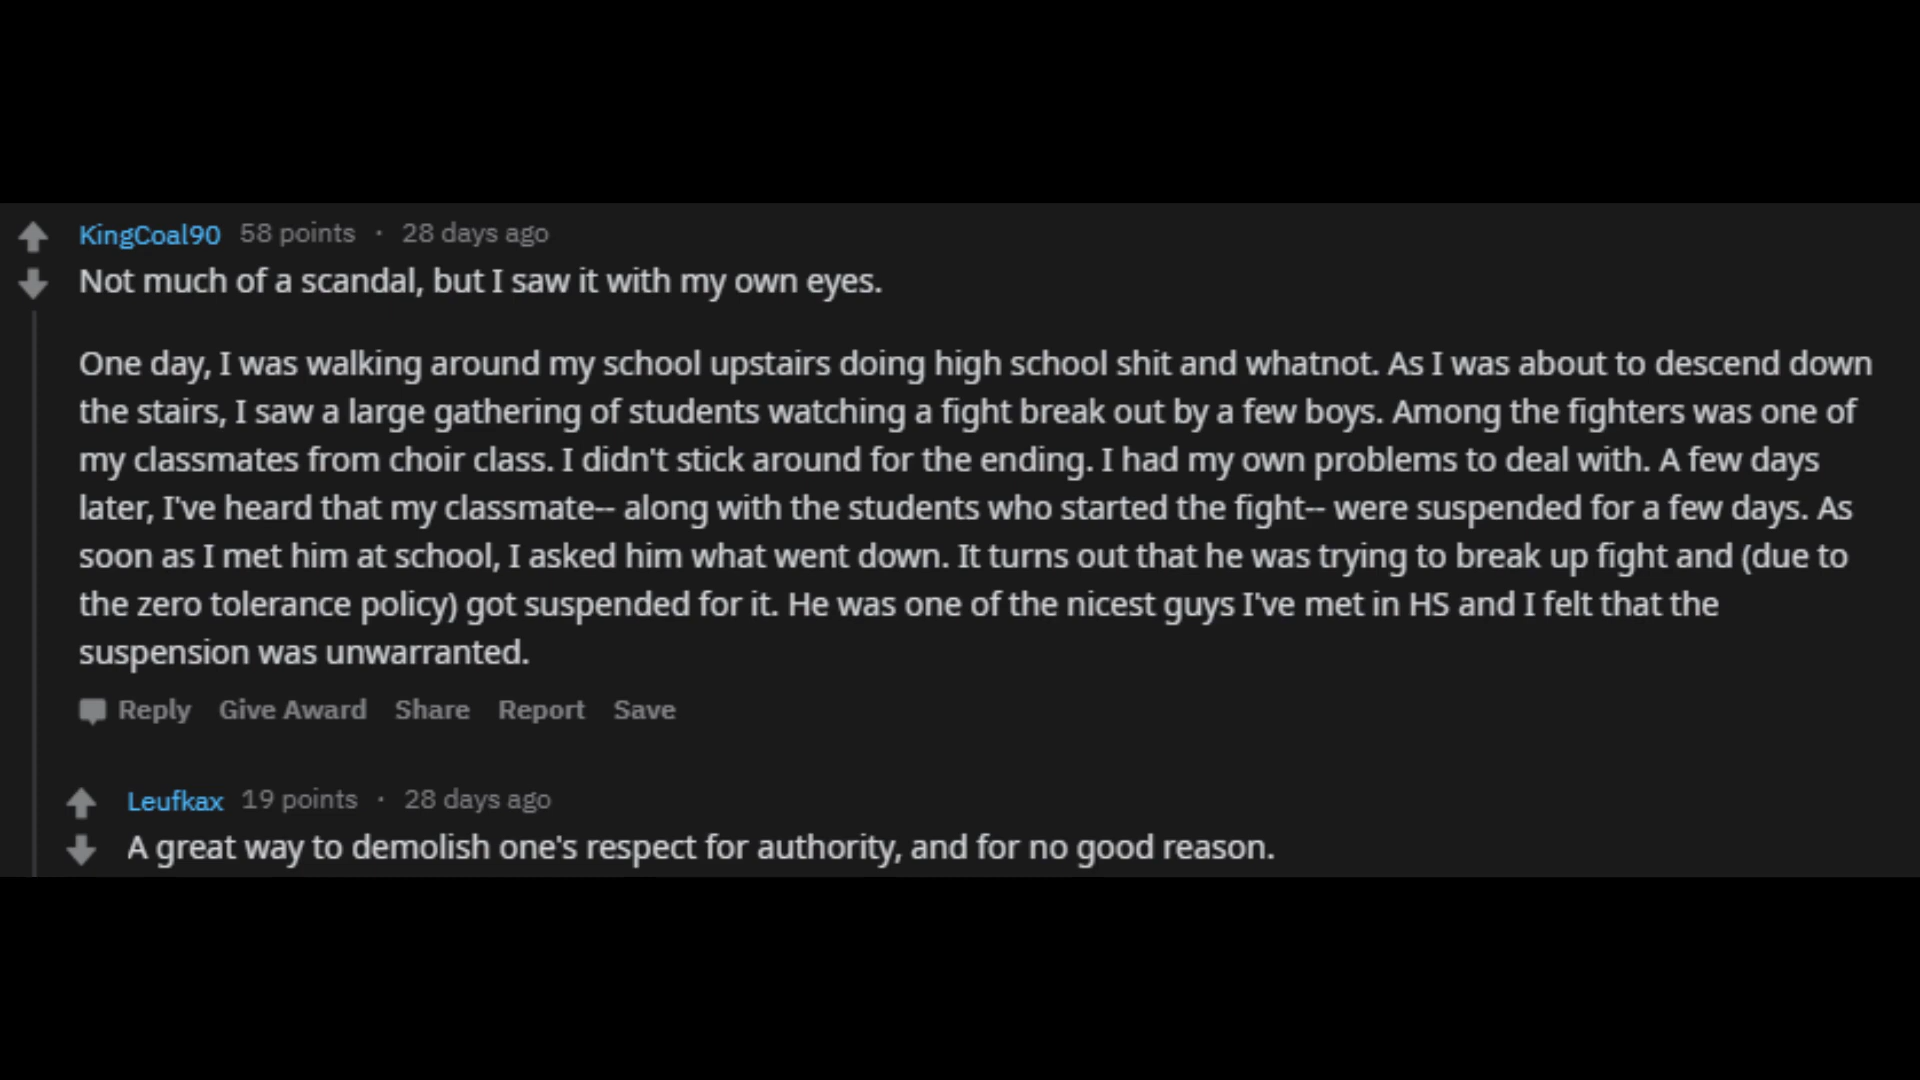 KingCoal90 58 points · 28 days ago
Not much of a scandal, but I saw it with my own eyes.
One day, I was walking around my school upstairs doing high school shit and whatnot. As I was about to descend down
the stairs, I saw a large gathering of students watching a fight break out by a few boys. Among the fighters was one of
my classmates from choir class. I didn't stick around for the ending. I had my own problems to deal with. A few days
later, I've heard that my classmate-- along with the students who started the fight-- were suspended for a few days. As
soon as I met him at school, I asked him what went down. It turns out that he was trying to break up fight and (due to
the zero tolerance policy) got suspended for it. He was one of the nicest guys I've met in HS and I felt that the
suspension was unwarranted.
Reply Give Award Share Report Save
Leufkax 19 points · 28 days ago
A great way to demolish one's respect for authority, and for no good reason.